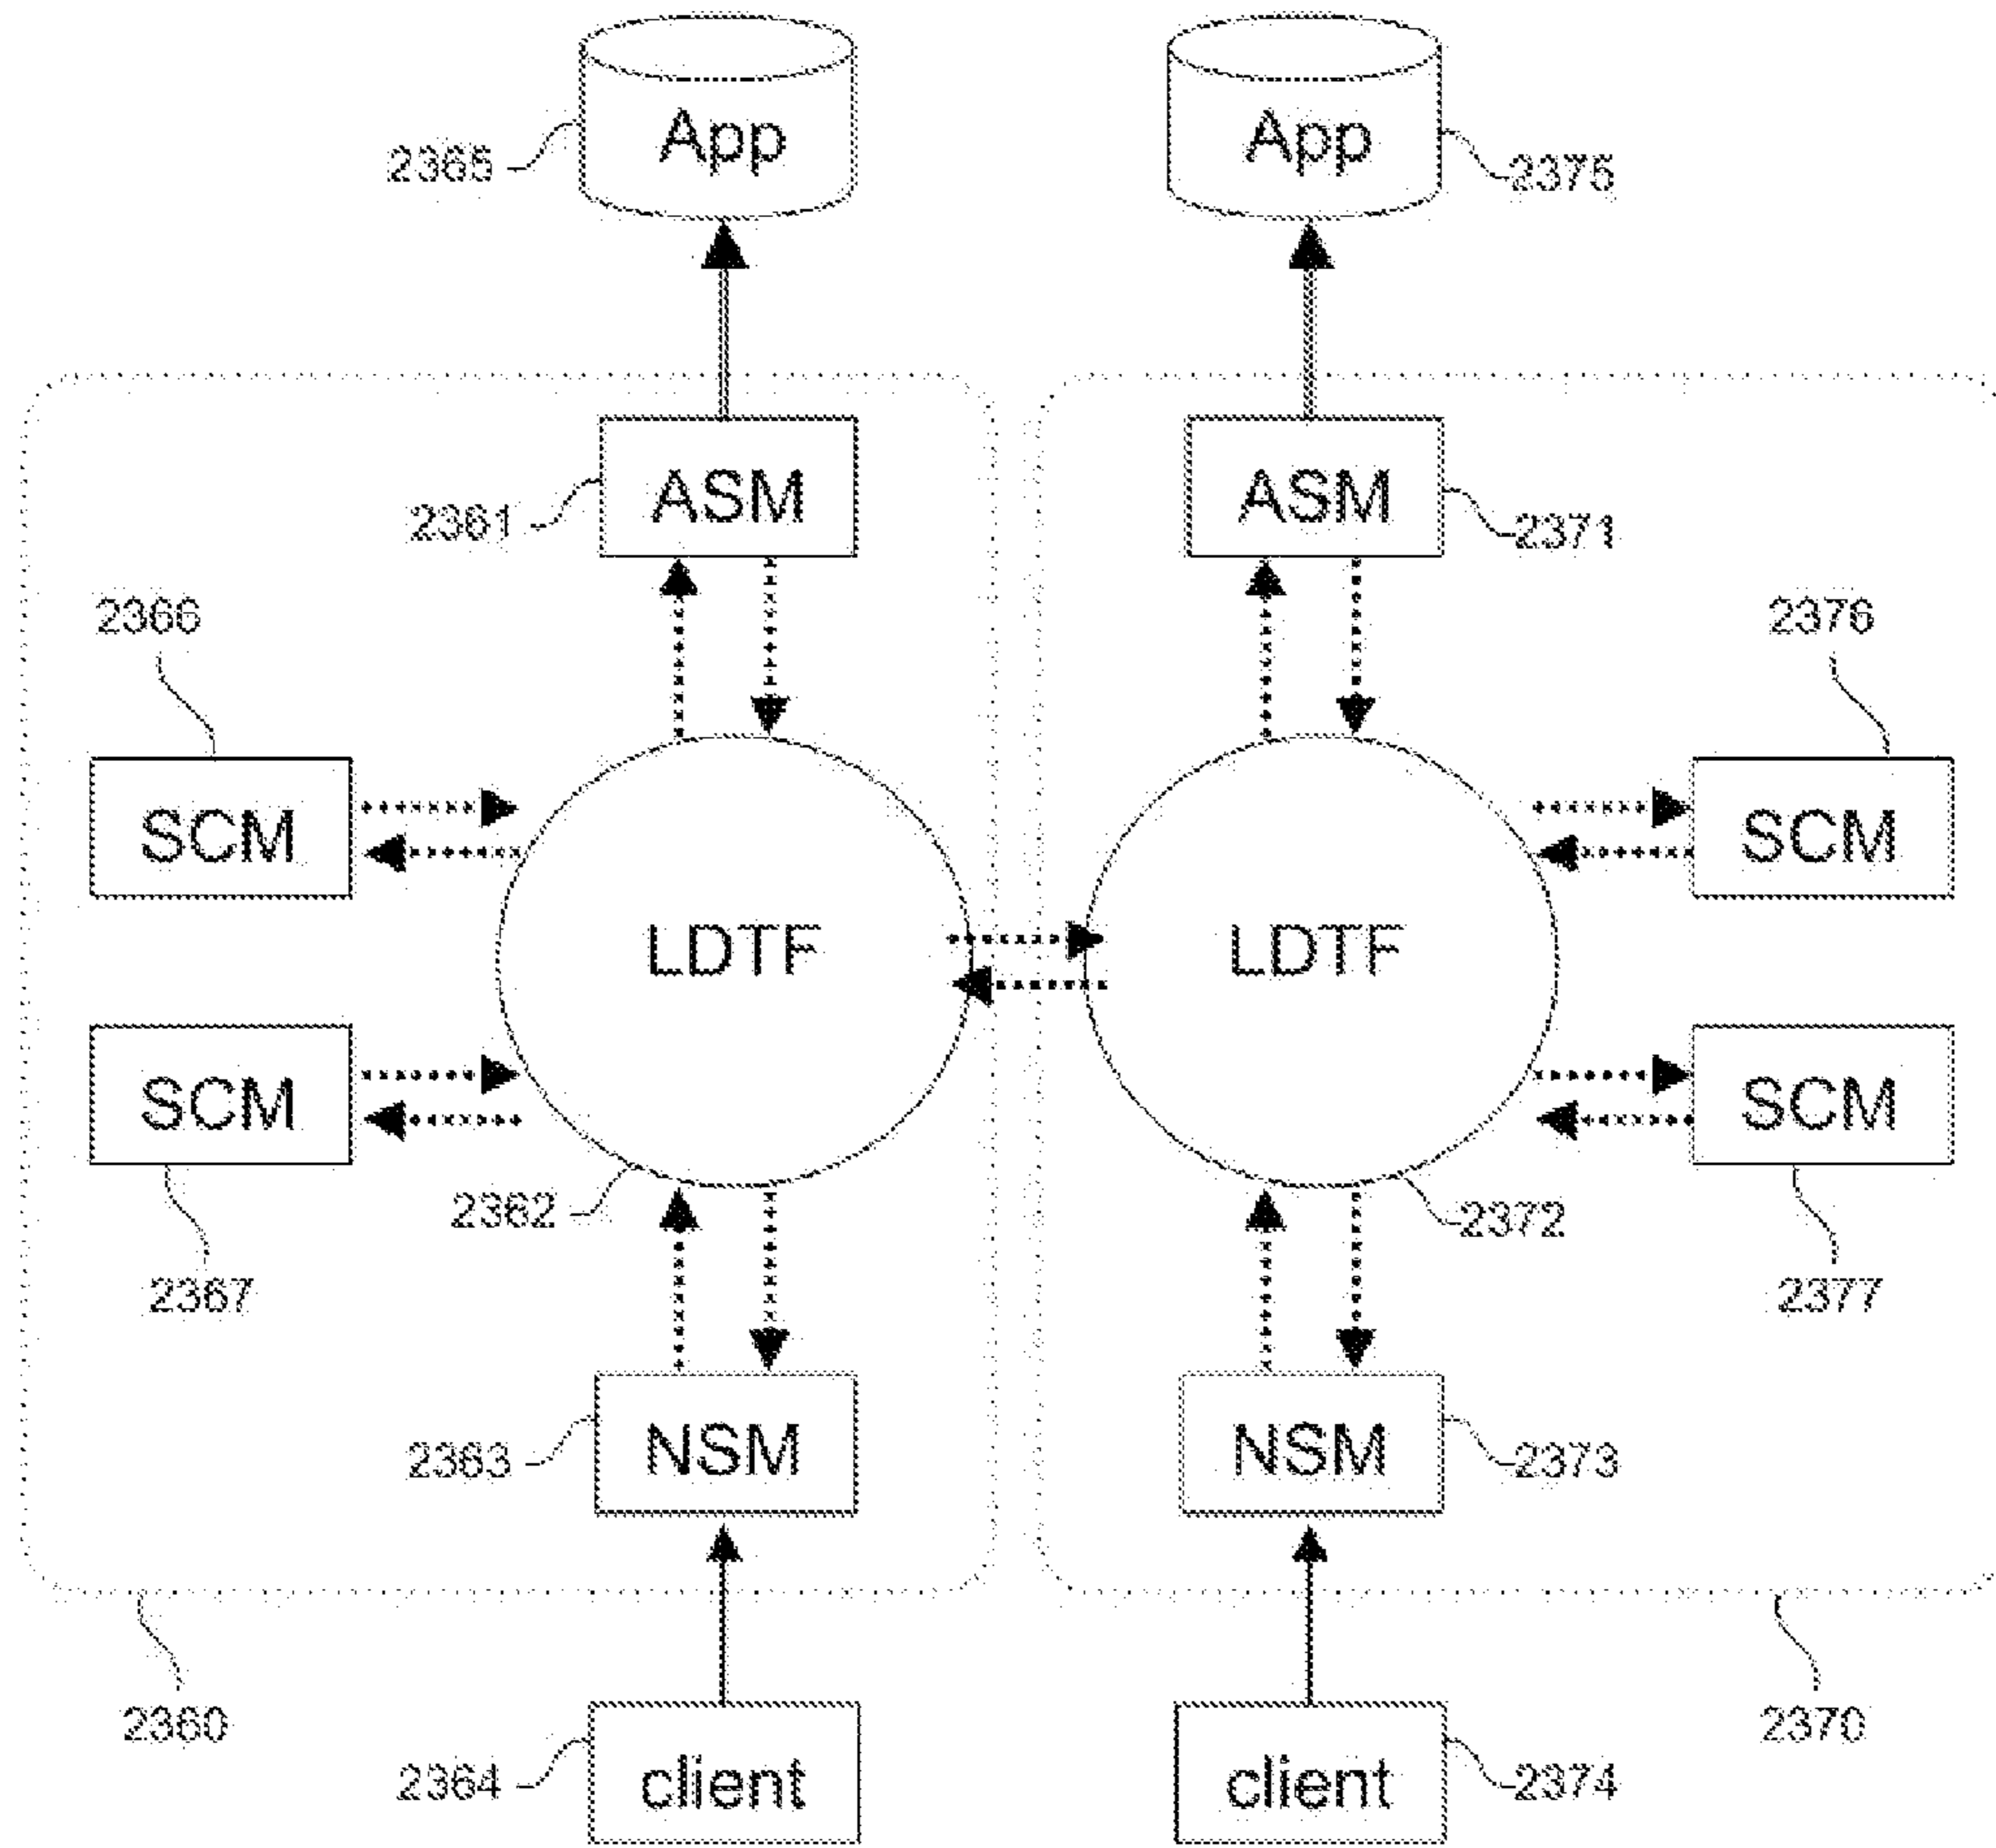 App
App
2365
2375
ASM
ASM
2361
2371
2366
2376
SCM
SCM
LDTF
LDTF
SCM
SCM
2362
2372
2367
2377
NSM
NSM
2363
2373
2360
2370
client
client
2364
2374